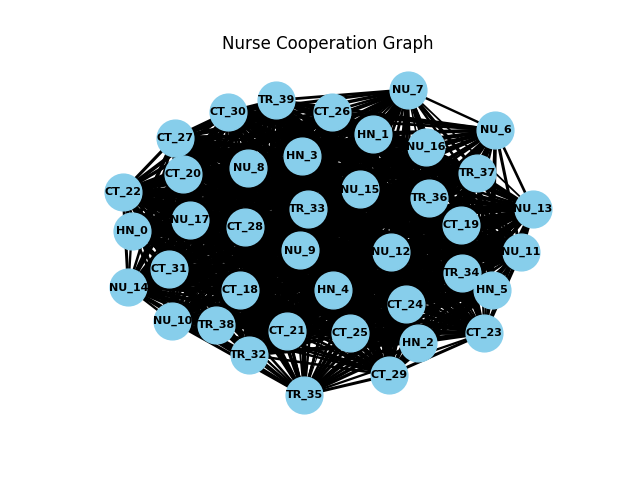 Nurse Cooperation Graph
NU_7
TR_39
CT_30
CT_26
NU_6
HN_1
CT_27
NU_16
HN_3
NU_8
TR_37
CT_20
NU_15
CT_22
TR_36
TR_33
NU_13
NU_17
CT_19
CT_28
HN_0
NU_9
NU_12
NU_11
CT_31
TR_34
NU_14
CT_18
HN_4
HN_5
CT_24
NU_10
TR_38
CT_21
CT_25
CT_23
HN_2
TR_32
CT_29
TR_35